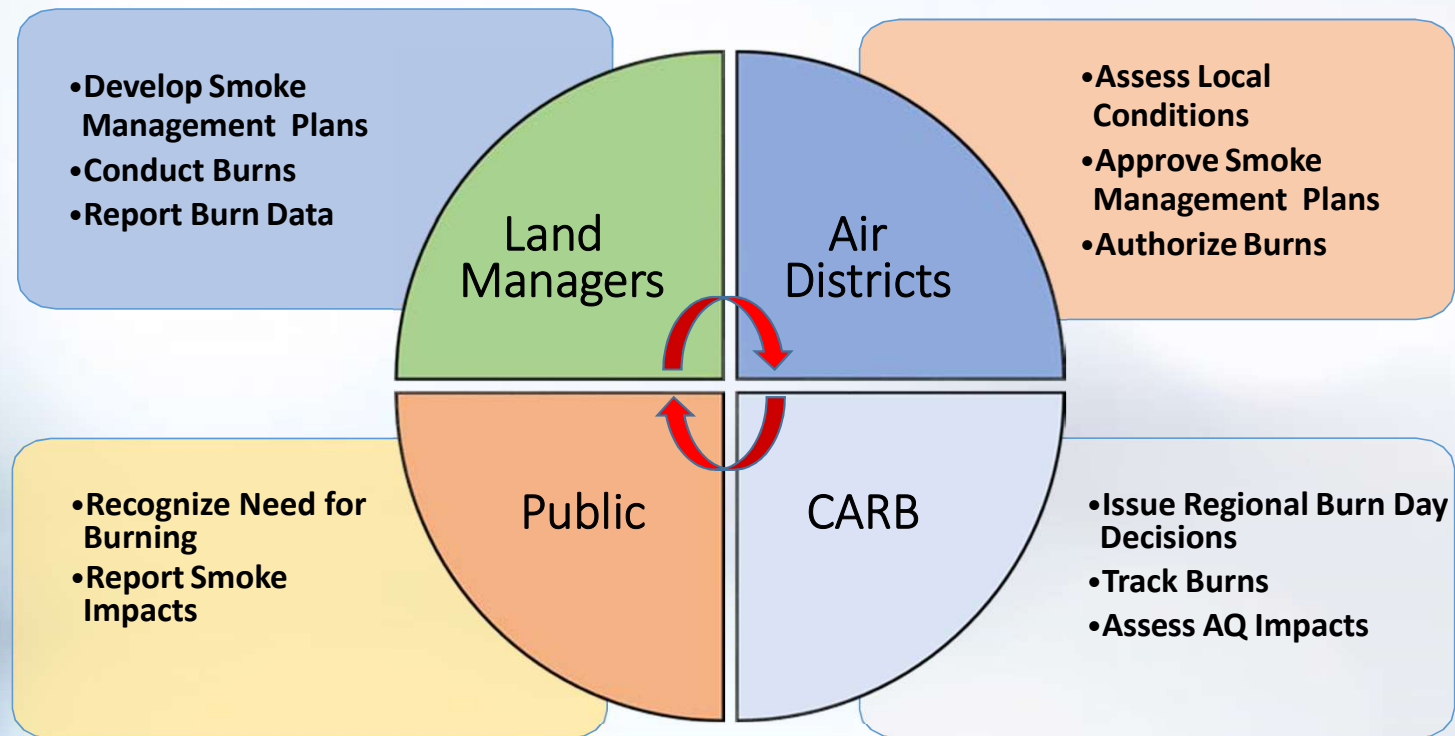 •Develop Smoke
Management Plans
•Conduct Burns
•Report Burn Data
Land
Managers
Air
Districts
•Assess Local
Conditions
•Approve Smoke
Management Plans
•Authorize Burns
•Recognize Need for
Burning
•Report Smoke
Impacts
Public
CARB
•Issue Regional Burn Day
Decisions
•Track Burns
•Assess AQ Impacts